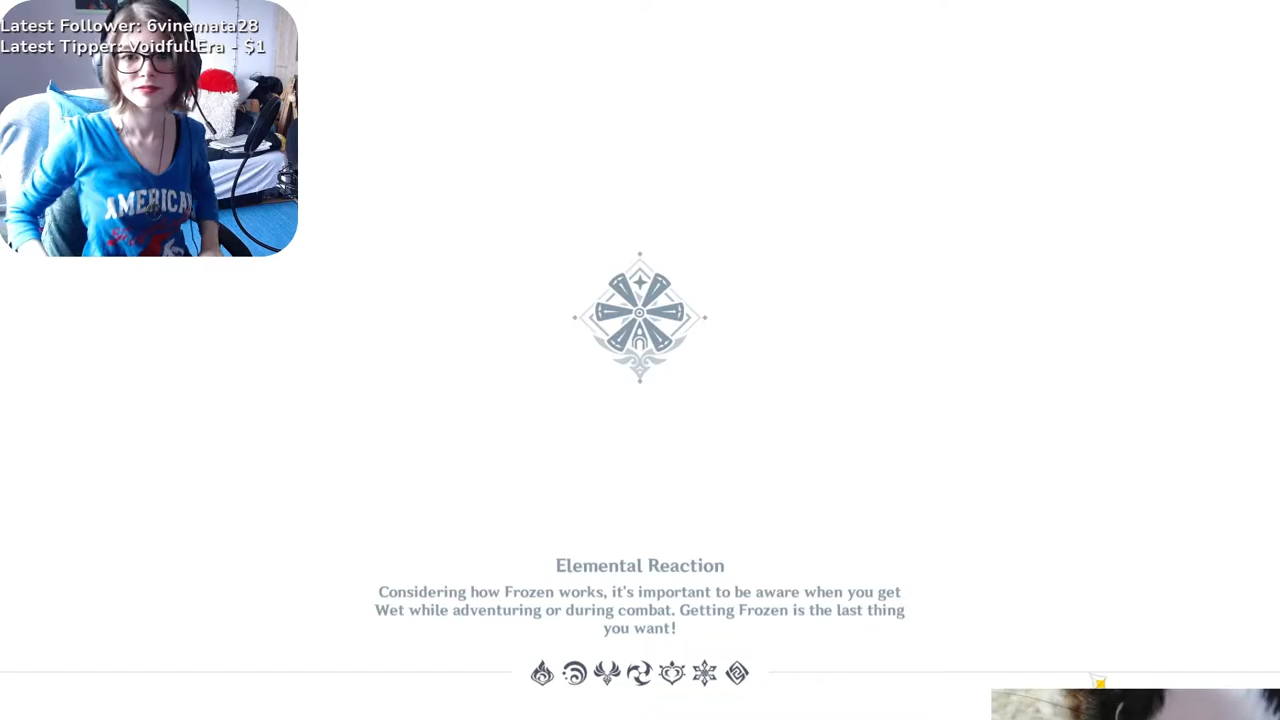 Latest Follower: 6vinemata28
Latest Tipper: VoidfullEra - $1
AMERICAN
Elemental Reaction
Considering how Frozen works, it's important to be aware when you get
Wet while adventuring or during combat. Getting Frozen is the last thing
you want!